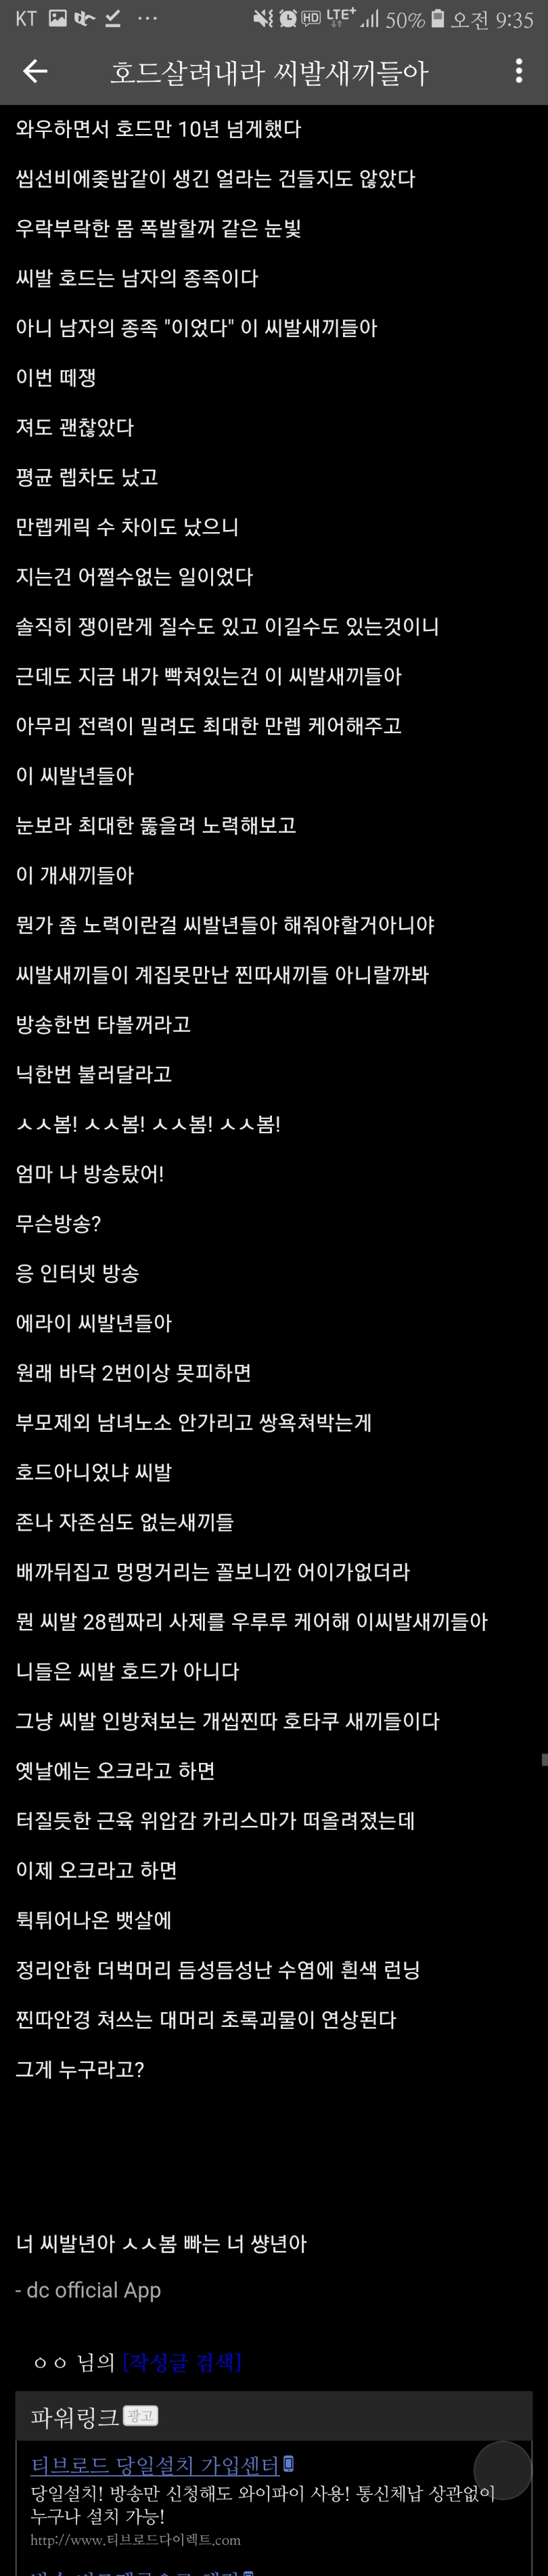 KT ... HD LTE+ 50% 오전 9:35
호드살려내라 씨발새끼들아
와우하면서 호드만 10년 넘게했다
씹선비에좆밥같이 생긴 얼라는 건들지도 않았다
우락부락한 몸 폭발할꺼 같은 눈빛
씨발 호드는 남자의 종족이다
아니 남자의 종족 "이었다" 이 씨발새끼들아
이번 떼쟁
져도 괜찮았다
평균 렙차도 났고
만렙케릭 수 차이도 났으니
지는건 어쩔수없는 일이었다
솔직히 쟁이란게 질수도 있고 이길수도 있는것이니
근데도 지금 내가 빡쳐있는건 이 씨발새끼들아
아무리 전력이 밀려도 최대한 만렙 케어해주고
이 씨발년들아
눈보라 최대한 뚫을려 노력해보고
이 개새끼들아
뭔가 좀 노력이란걸 씨발년들아 해줘야할거아니야
씨발새끼들이 계집못만난 찐따새끼들 아니랄까봐
방송한번 타볼꺼라고
닉한번 불러달라고
ㅅㅅ봄! ㅅㅅ봄! ㅅㅅ봄! ㅅㅅ봄!
엄마 나 방송탔어!
무슨방송?
응 인터넷 방송
에라이 씨발년들아
원래 바닥 2번이상 못피하면
부모제외 남녀노소 안가리고 쌍욕쳐박는게
호드아니었냐 씨발
존나 자존심도 없는새끼들
배까뒤집고 멍멍거리는 꼴보니깐 어이가없더라
뭔 씨발 28렙짜리 사제를 우루루 케어해 이씨발새끼들아
니들은 씨발 호드가 아니다
그냥 씨발 인방쳐보는 개씹찐따 호타쿠 새끼들이다
옛날에는 오크라고 하면
터질듯한 근육 위압감 카리스마가 떠올려졌는데
이제 오크라고 하면
튁튀어나온 뱃살에
정리안한 더벅머리 듬성듬성난 수염에 흰색 런닝
찐따안경 쳐쓰는 대머리 초록괴물이 연상된다
그게 누구라고?
너 씨발년아 ㅅㅅ봄 빠는 너 썅년아
- dc official App
ㅇㅇ 님의 [작성글 검색]
파워링크 광고
티브로드 당일설치 가입센터
당일설치! 방송만 신청해도 와이파이 사용! 통신체납 상관없이
누구나 설치 가능!
http://www.티브로드다이렉트.com